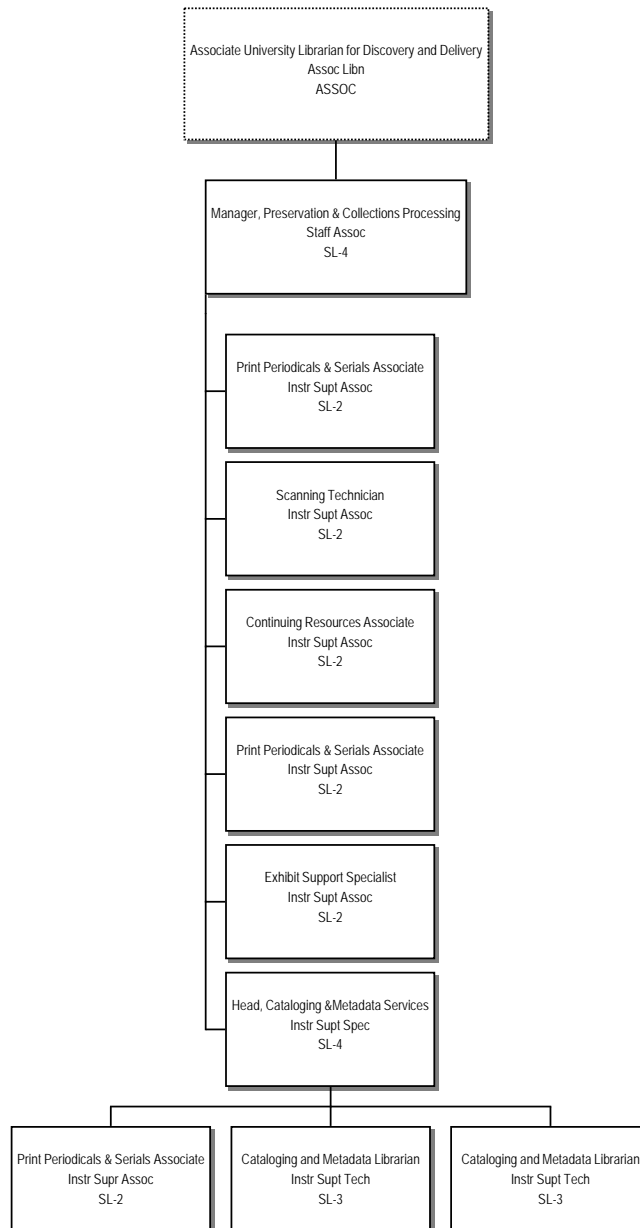 Associate University Librarian for Discovery and Delivery
Assoc Libn
ASSOC
Manager, Preservation & Collections Processing
Staff Assoc
SL-4
Print Periodicals & Serials Associate
Instr Supt Assoc
SL-2
Scanning Technician
Instr Supt Assoc
SL-2
Continuing Resources Associate
Instr Supt Assoc
SL-2
Print Periodicals & Serials Associate
Instr Supt Assoc
SL-2
Exhibit Support Specialist
Instr Supt Assoc
SL-2
Head, Cataloging &Metadata Services
Instr Supt Spec
SL-4
Print Periodicals & Serials Associate
Instr Supr Assoc
SL-2
Cataloging and Metadata Librarian
Instr Supt Tech
SL-3
Cataloging and Metadata Librarian
Instr Supt Tech
SL-3